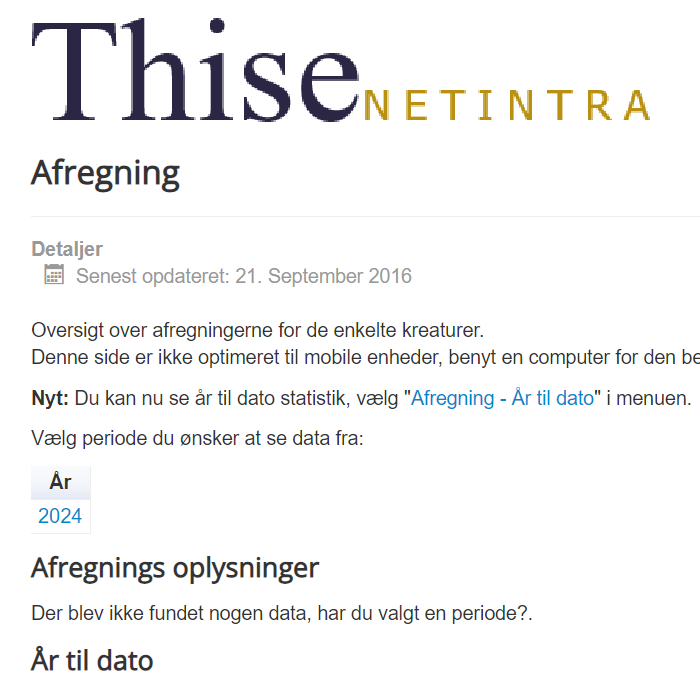 Thise NETINTRA
Afregning
Detaljer
Senest opdateret: 21. September 2016
Oversigt over afregningerne for de enkelte kreaturer.
Denne side er ikke optimeret til mobile enheder, benyt en computer for den be
Nyt: Du kan nu se år til dato statistik, vælg "Afregning - År til dato" i menuen.
Vælg periode du ønsker at se data fra:
År
2024
Afregnings oplysninger
Der blev ikke fundet nogen data, har du valgt en periode?.
År til dato